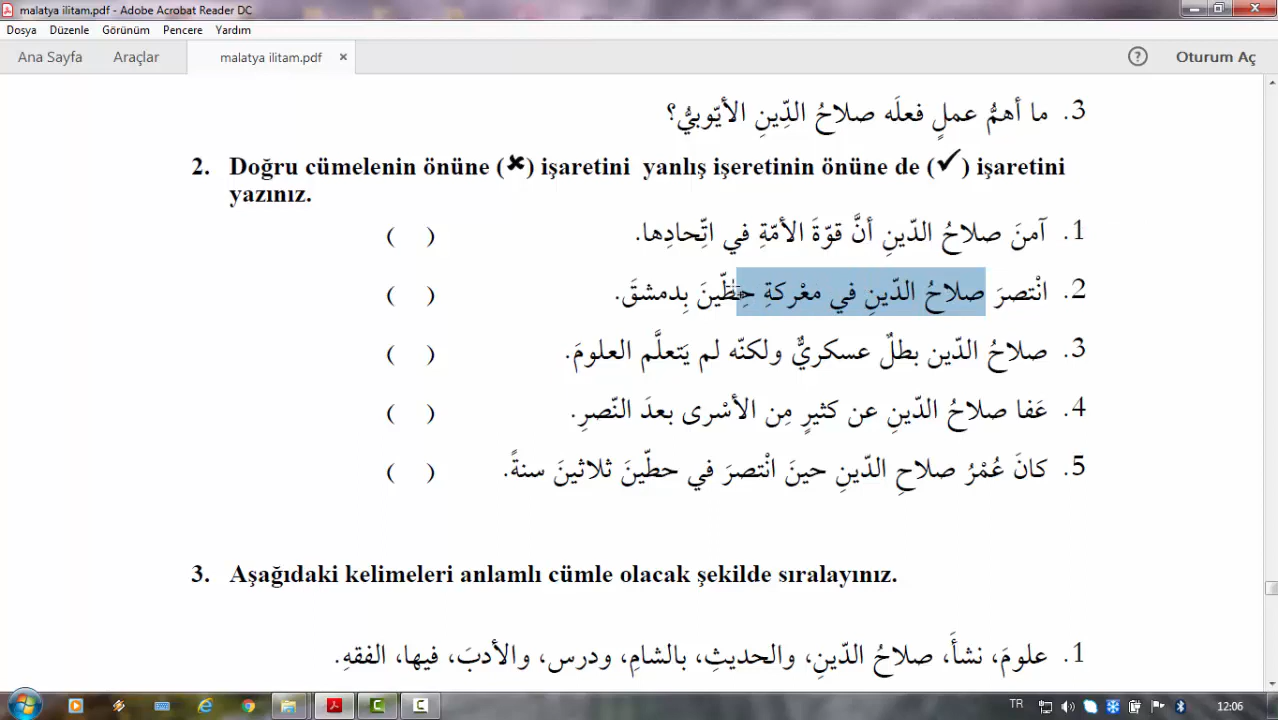 malatya ilitam.pdf - Adobe Acrobat Reader DC
Dosya Düzenle Görünüm Pencere Yardım
Ana Sayfa Araçlar malatya ilitam.pdf × ? Oturum Aç
3. ما أهمُّ عملٍ فعلَه صلاحُ الدِّينِ الأيّوبيُّ؟
2. Doğru cümelenin önüne (✘) işaretini yanlış işeretinin önüne de (✓) işaretini
yazınız.
1. آمنَ صلاحُ الدّينِ أنَّ قوّةَ الأمّةِ في اتِّحادِها. ( )
2. انْتصرَ صلاحُ الدّينِ في معْركةِ حِطّينَ بِدمشقَ. ( )
3. صلاحُ الدّين بطلٌ عسكريٌّ ولكنّه لم يَتعلَّم العلومَ. ( )
4. عَفا صلاحُ الدّينِ عن كثيرٍ مِن الأسْرى بعدَ النّصرِ. ( )
5. كانَ عُمْرُ صلاحِ الدّينِ حينَ انْتصرَ في حطّينَ ثلاثينَ سنةً. ( )
3. Aşağıdaki kelimeleri anlamlı cümle olacak şekilde sıralayınız.
1. علومَ، نشأَ، صلاحُ الدّينِ، والحديثِ، بالشامِ، ودرس، والأدبَ، فيها، الفقهِ.
TR 12:06